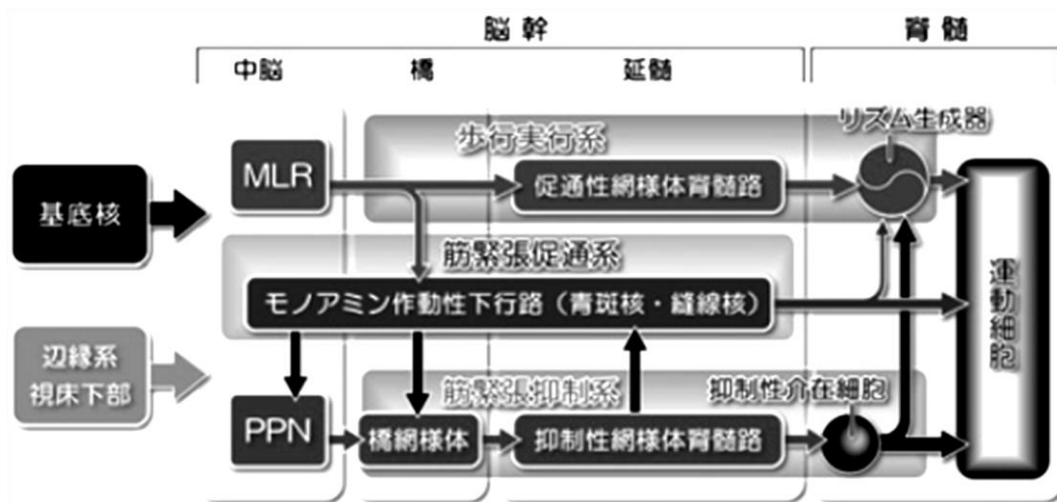 脳幹
脊髄
中脳
橋
延髄
リズム生成器
歩行実行系
MLR
促通性網様体脊髄路
基底核
筋緊張促通系
モノアミン作動性下行路（青斑核・縫線核）
運動細胞
辺縁系
視床下部
筋緊張抑制系
抑制性介在細胞
PPN
橋網様体
抑制性網様体脊髄路